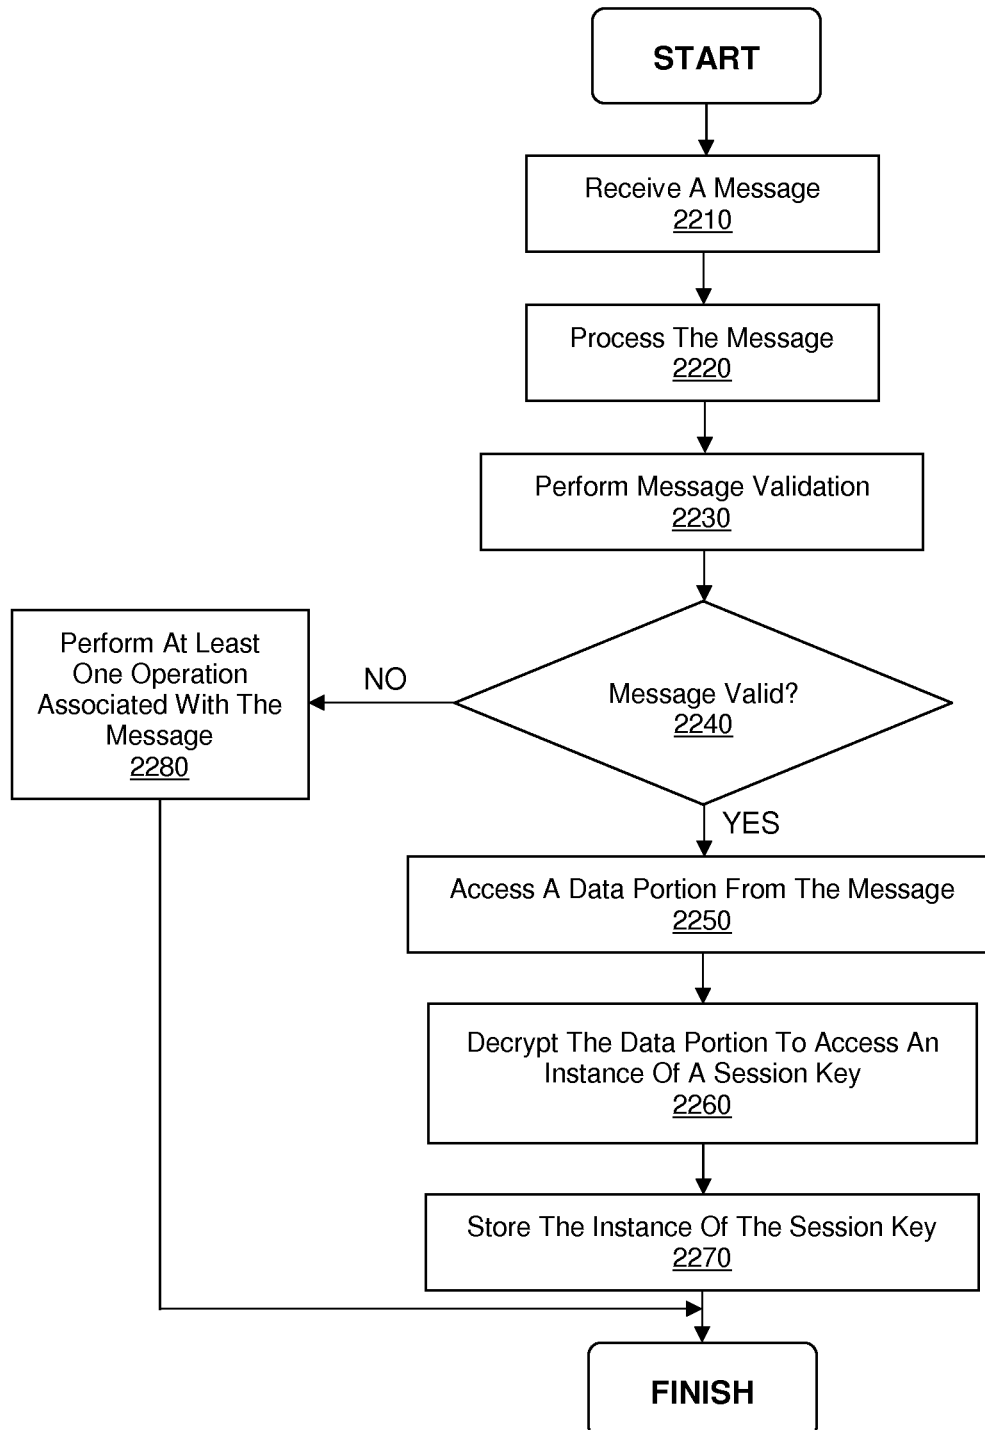 START
Receive A Message
2210
Process The Message
2220
Perform Message Validation
2230
Perform At Least
One Operation
Associated With The
Message
2280
NO
Message Valid?
2240
YES
Access A Data Portion From The Message
2250
Decrypt The Data Portion To Access An
Instance Of A Session Key
2260
Store The Instance Of The Session Key
2270
FINISH